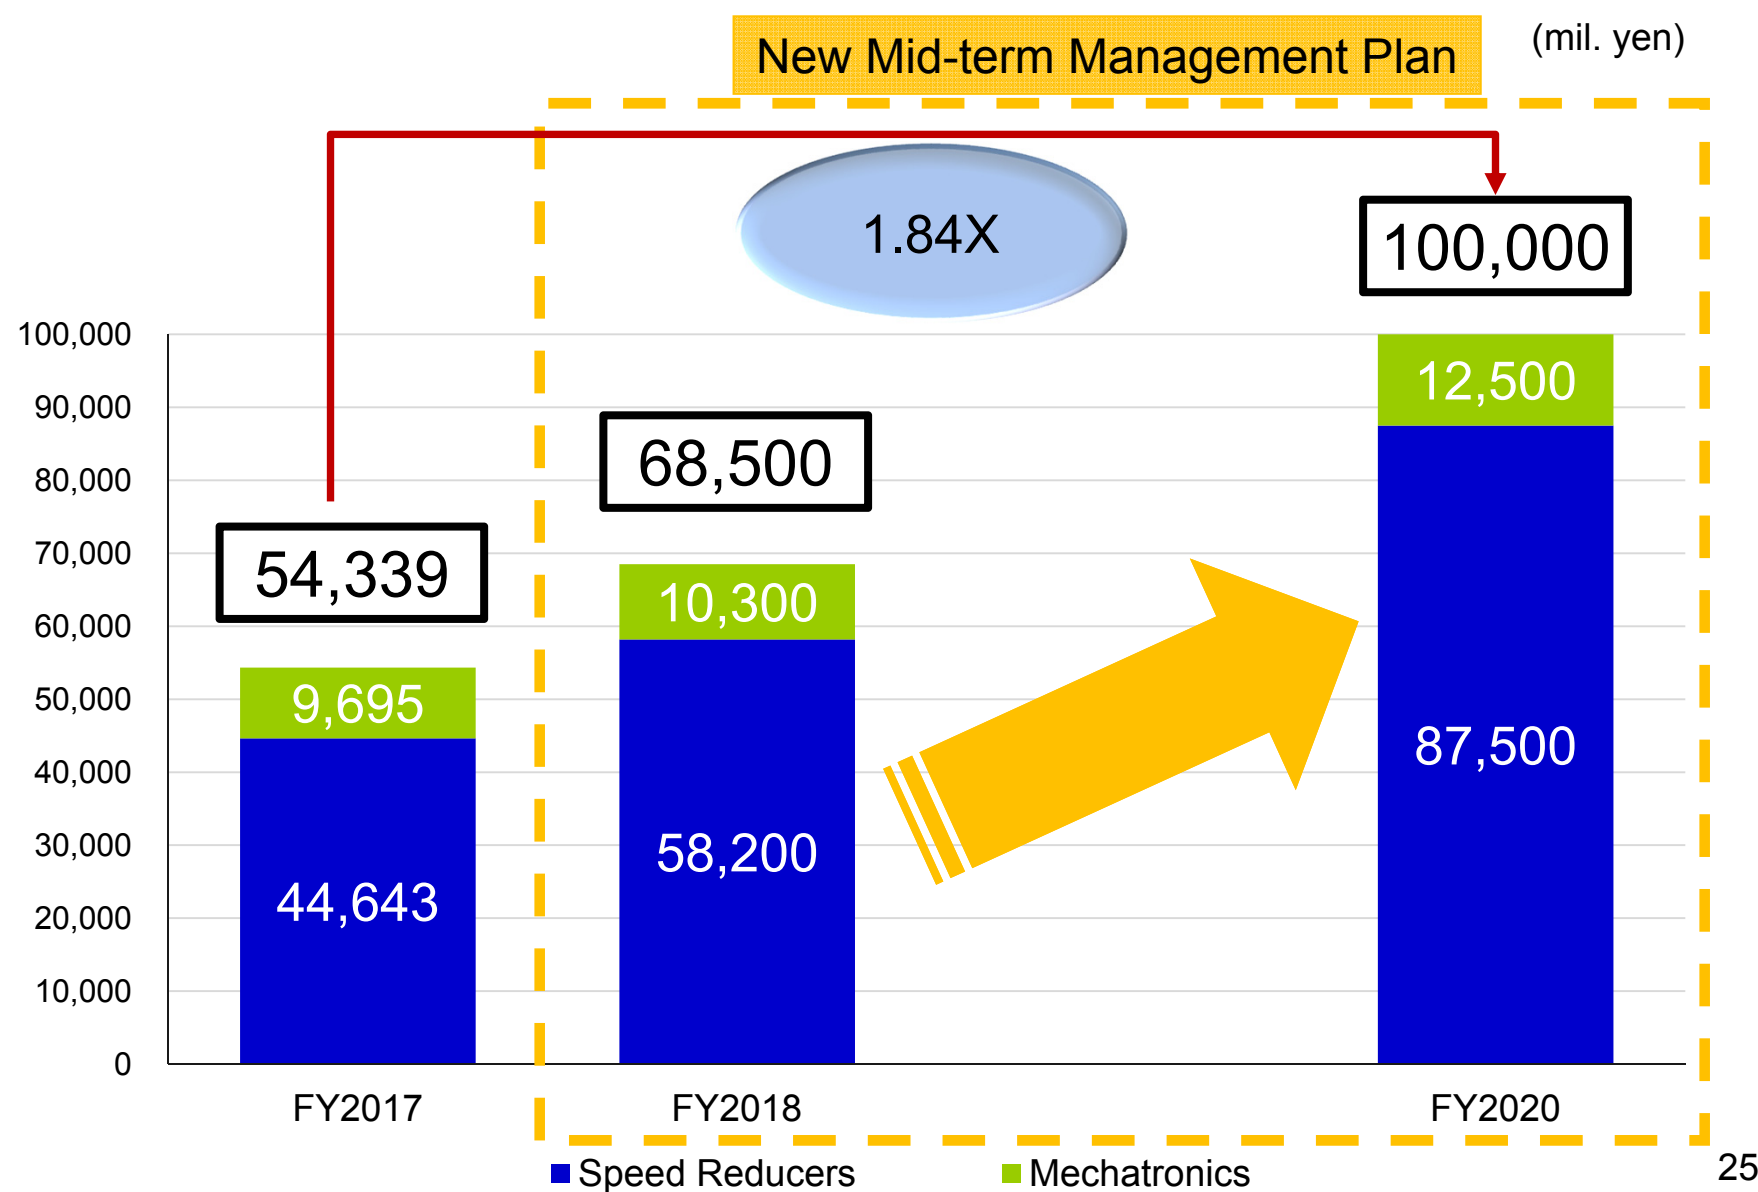 New Mid-term Management Plan
(mil. yen)
1.84X
100,000
68,500
54,339
100,000
90,000
80,000
70,000
60,000
50,000
40,000
30,000
20,000
10,000
0
9,695
44,643
10,300
58,200
12,500
87,500
FY2017
FY2018
FY2020
Speed Reducers
Mechatronics
25